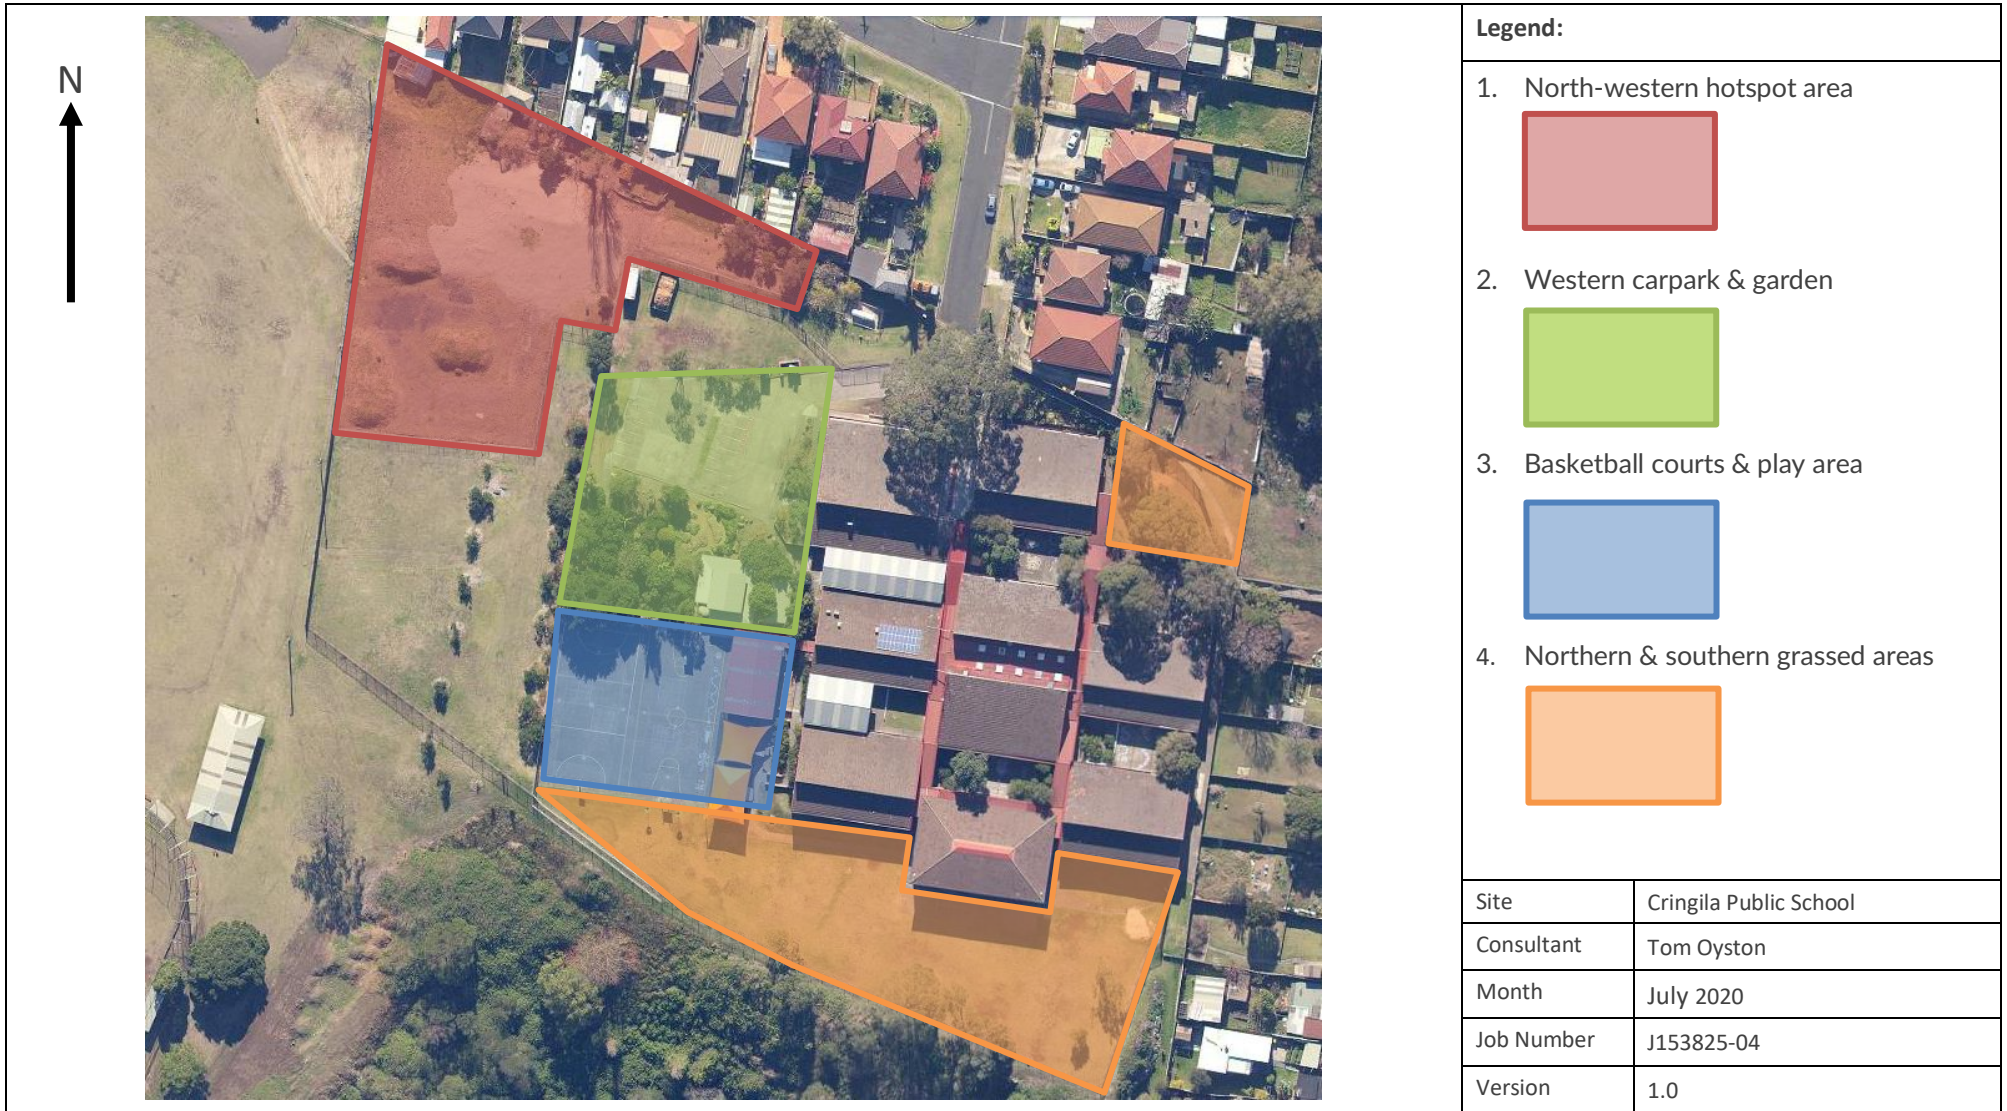 N
Legend:
1. North-western hotspot area
2. Western carpark & garden
3. Basketball courts & play area
4. Northern & southern grassed areas
Site Cringila Public School
Consultant Tom Oyston
Month July 2020
Job Number J153825-04
Version 1.0